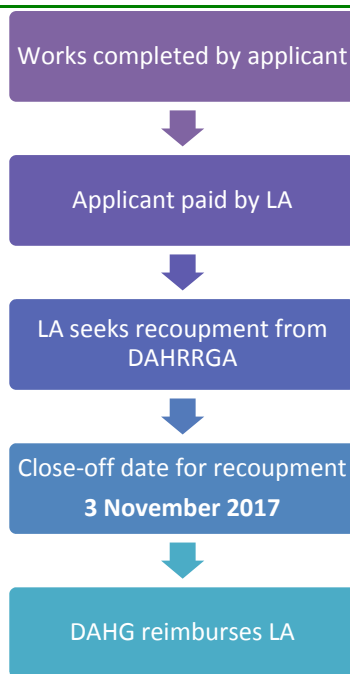 Works completed by applicant
Applicant paid by LA
LA seeks recoupment from
DAHRRGA
Close-off date for recoupment
3 November 2017
DAHG reimburses LA